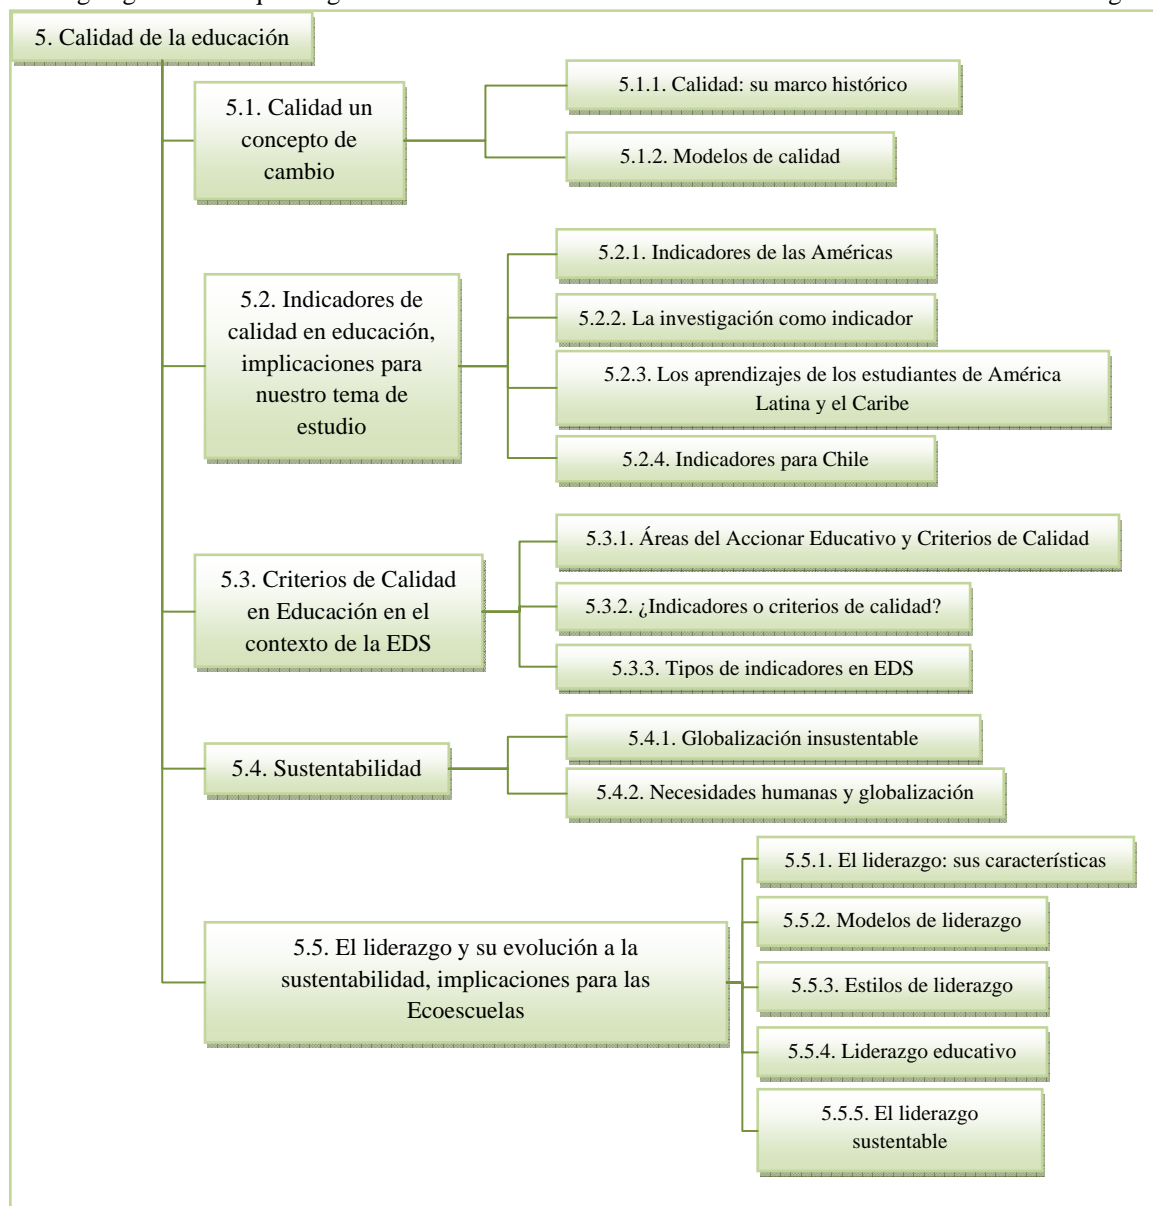 5. Calidad de la educación
5.1. Calidad un
concepto de
cambio
5.1.1. Calidad: su marco histórico
5.1.2. Modelos de calidad
5.2. Indicadores de
calidad en educación,
implicaciones para
nuestro tema de
estudio
5.2.1. Indicadores de las Américas
5.2.2. La investigación como indicador
5.2.3. Los aprendizajes de los estudiantes de América
Latina y el Caribe
5.2.4. Indicadores para Chile
5.3. Criterios de Calidad
en Educación en el
contexto de la EDS
5.3.1. Áreas del Accionar Educativo y Criterios de Calidad
5.3.2. ¿Indicadores o criterios de calidad?
5.3.3. Tipos de indicadores en EDS
5.4. Sustentabilidad
5.4.1. Globalización insustentable
5.4.2. Necesidades humanas y globalización
5.5. El liderazgo y su evolución a la
sustentabilidad, implicaciones para las
Ecoescuelas
5.5.1. El liderazgo: sus características
5.5.2. Modelos de liderazgo
5.5.3. Estilos de liderazgo
5.5.4. Liderazgo educativo
5.5.5. El liderazgo
sustentable